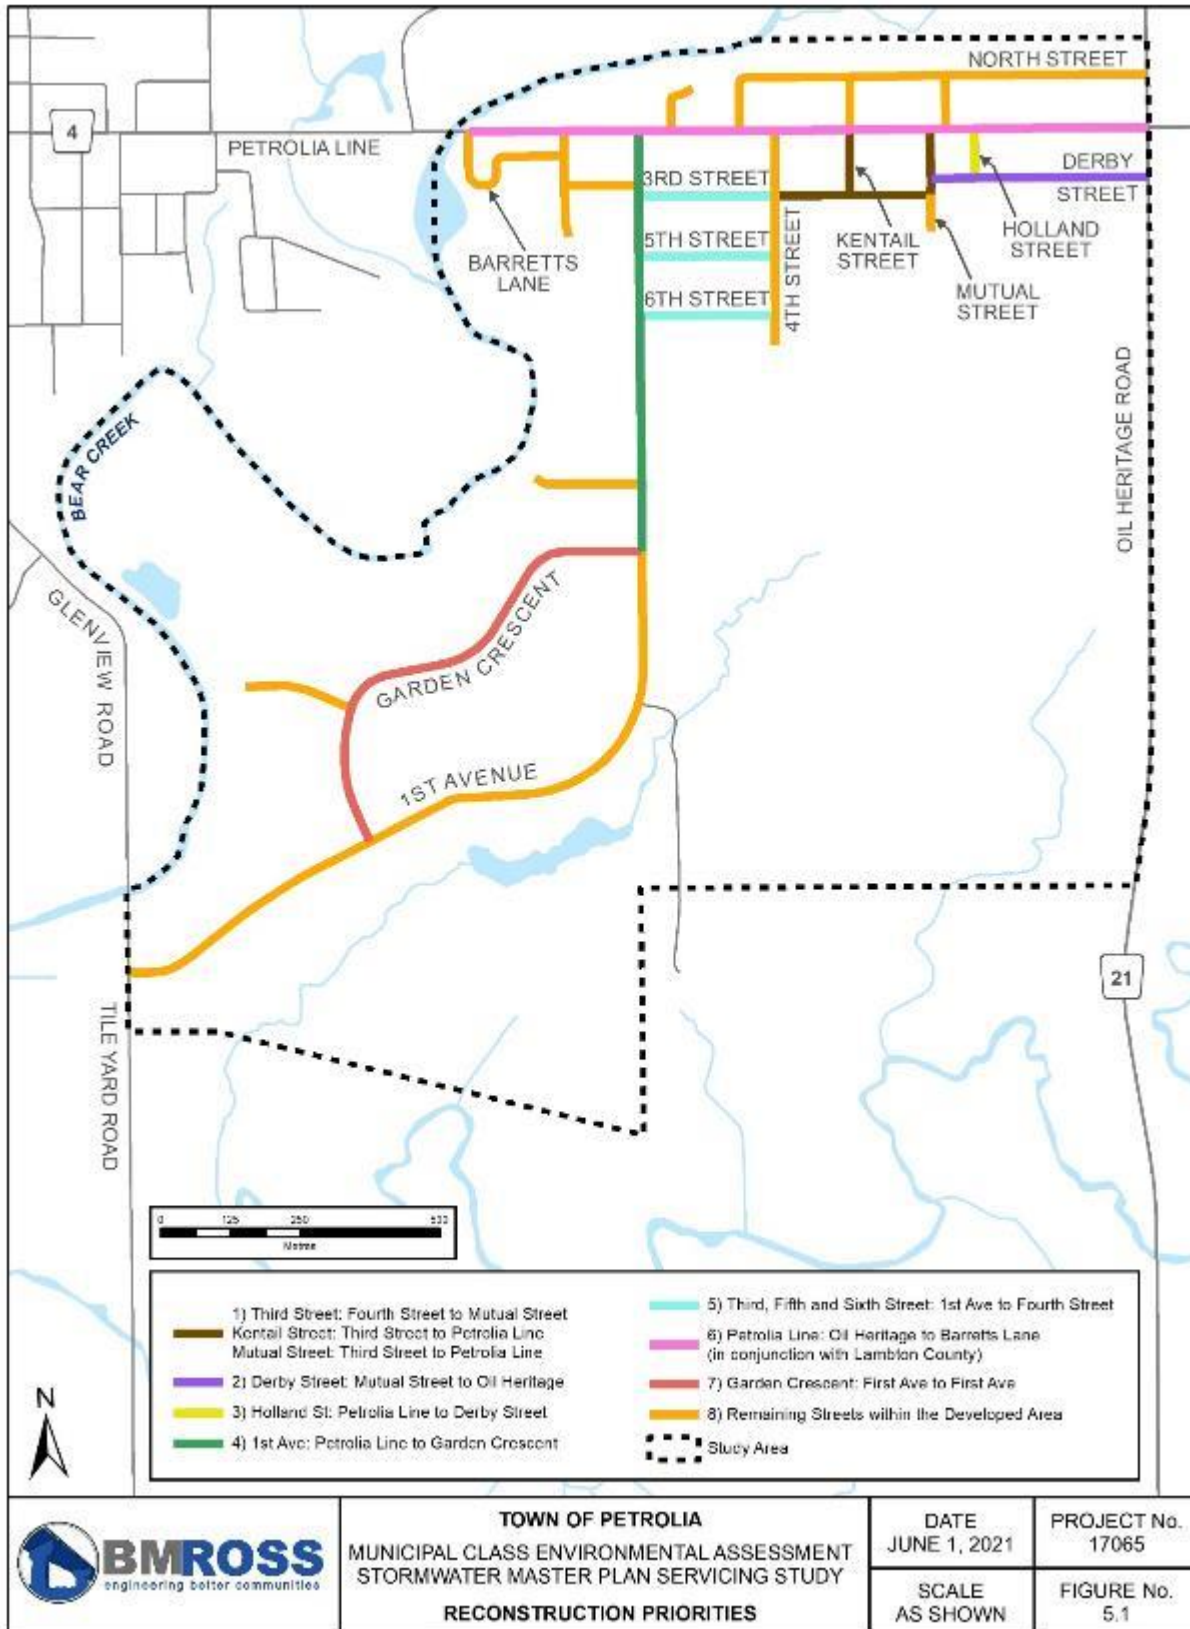 NORTH STREET
4
PETROLIA LINE
3RD STREET
DERBY
STREET
5TH STREET
6TH STREET
4TH STREET
BARRETTS
LANE
KENTAIL
STREET
HOLLAND
STREET
MUTUAL
STREET
OIL HERITAGE ROAD
BEAR CREEK
GLENVIEW ROAD
GARDEN CRESCENT
1ST AVENUE
21
TILE YARD ROAD
0 125 250 500
Metres
1) Third Street: Fourth Street to Mutual Street
Kentail Street: Third Street to Petrolia Line
Mutual Street: Third Street to Petrolia Line
2) Derby Street: Mutual Street to Oil Heritage
3) Holland St: Petrolia Line to Derby Street
4) 1st Ave: Petrolia Line to Garden Crescent
5) Third, Fifth and Sixth Street: 1st Ave to Fourth Street
6) Petrolia Line: Oil Heritage to Barretts Lane
(in conjunction with Lambton County)
7) Garden Crescent: First Ave to First Ave
8) Remaining Streets within the Developed Area
Study Area
N
BMROSS
engineering better communities
TOWN OF PETROLIA
MUNICIPAL CLASS ENVIRONMENTAL ASSESSMENT
STORMWATER MASTER PLAN SERVICING STUDY
RECONSTRUCTION PRIORITIES
DATE
JUNE 1, 2021
PROJECT No.
17065
SCALE
AS SHOWN
FIGURE No.
5.1